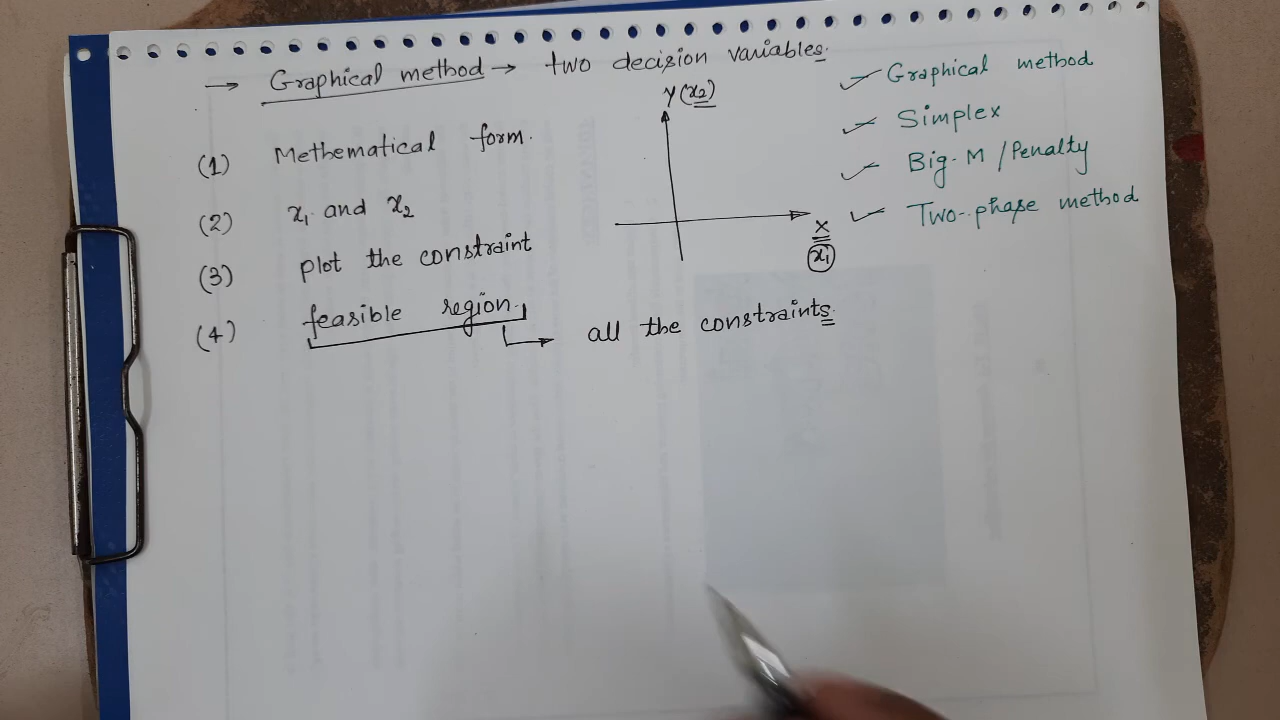 → Graphical method → two decision variables.
(1) Methematical form.
(2) x₁ and x₂
(3) plot the constraint
(4) feasible region. → all the constraints
Y(x₂)
X
x₁
✓ Graphical method
✓ Simplex
✓ Big-M / Penalty
✓ Two-phase method